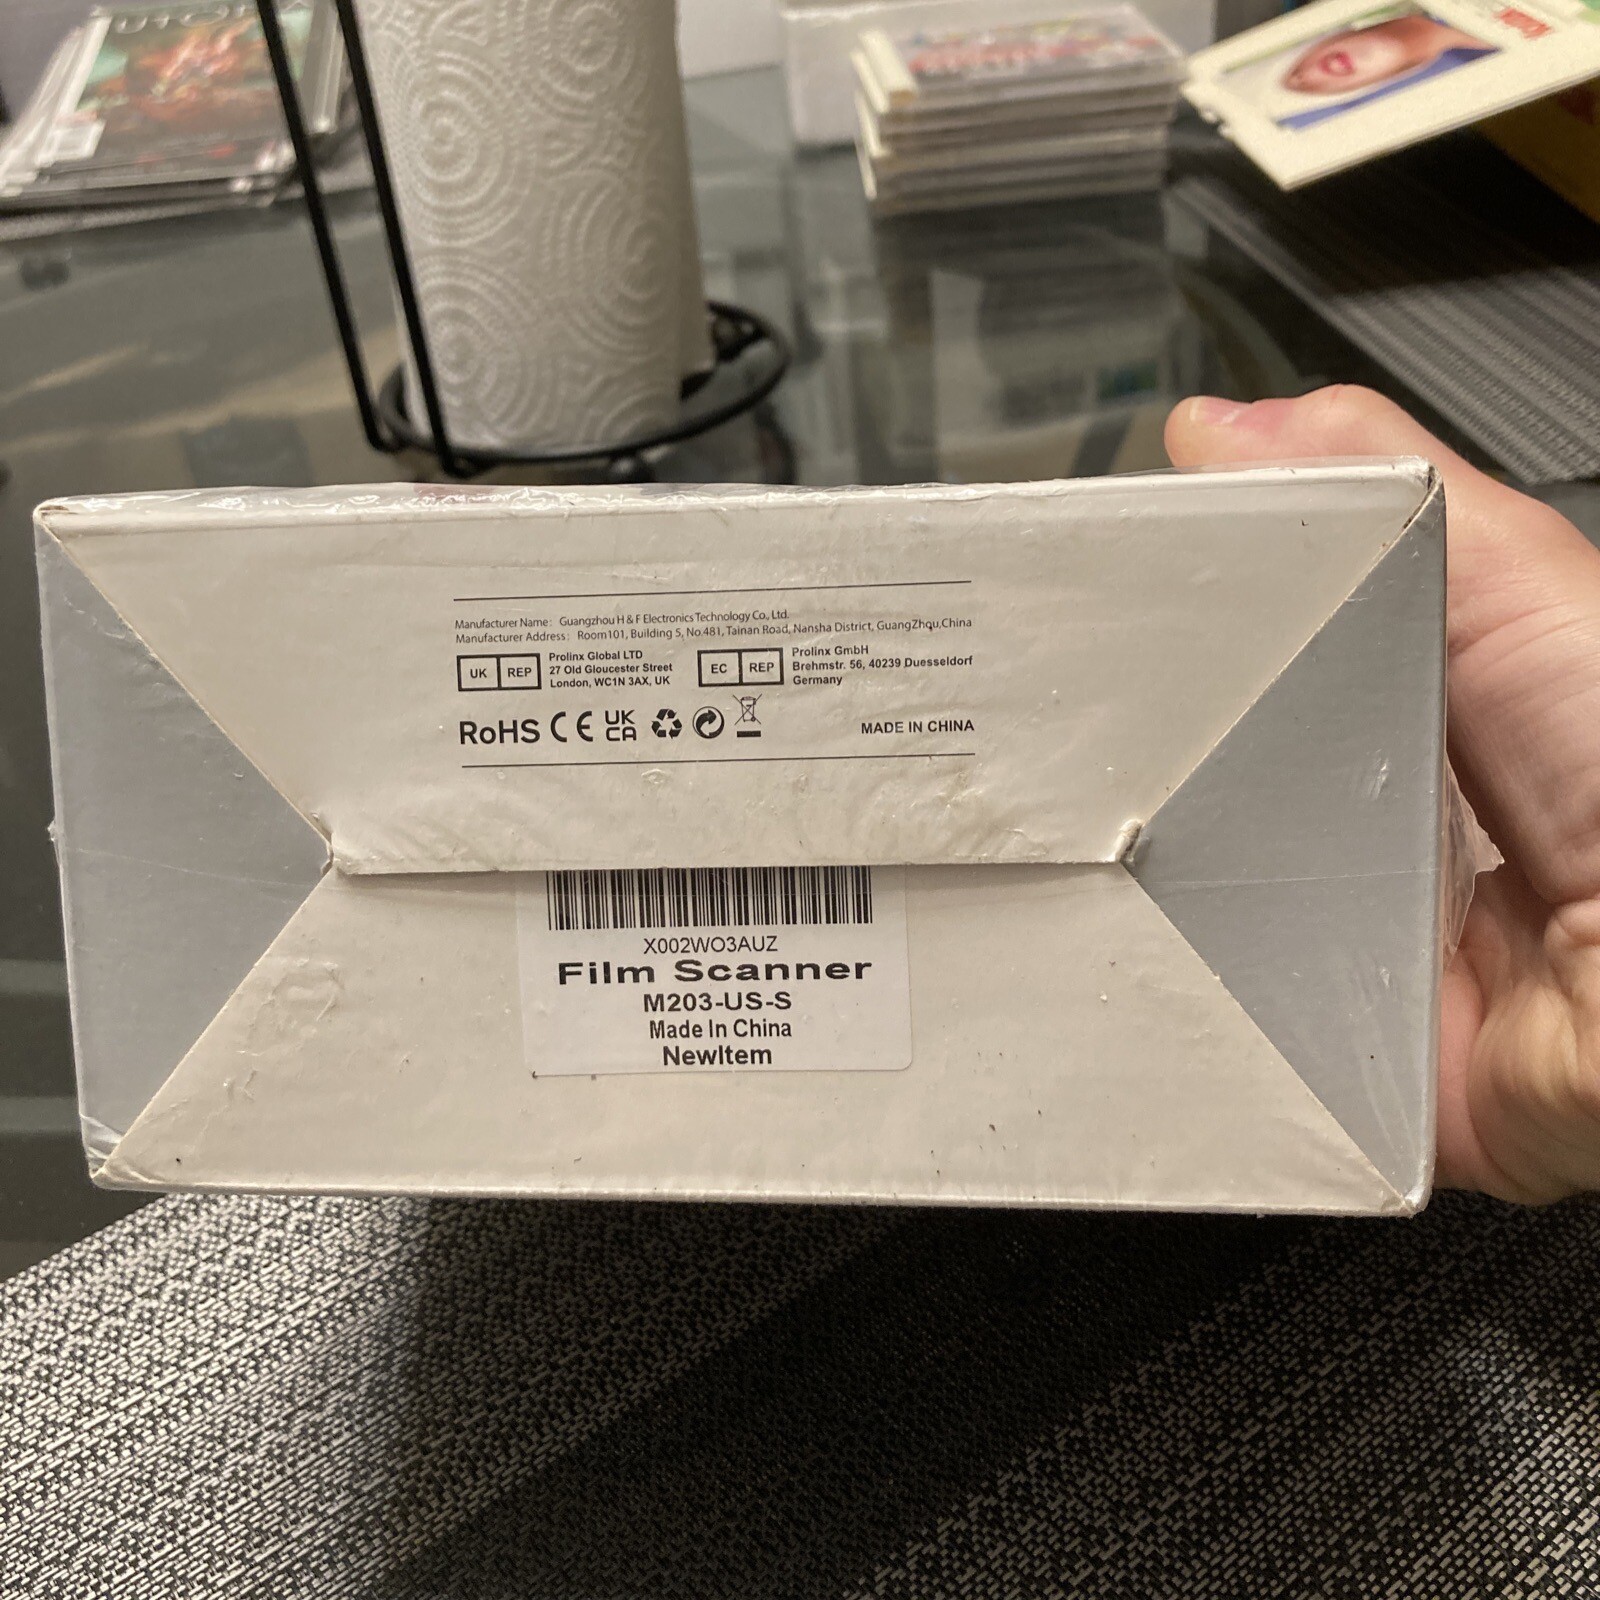 UTOPIA
Manufacturer Name: Guangzhou H & F Electronics Technology Co., Ltd.
Manufacturer Address: Room101, Building 5, No.481, Tainan Road, Nansha District, GuangZhou,China
UK REP
Prolinx Global LTD
27 Old Gloucester Street
London, WC1N 3AX, UK
EC REP
Prolinx GmbH
Brehmstr. 56, 40239 Duesseldorf
Germany
RoHS CE UK CA
MADE IN CHINA
X002WO3AUZ
Film Scanner
M203-US-S
Made In China
NewItem